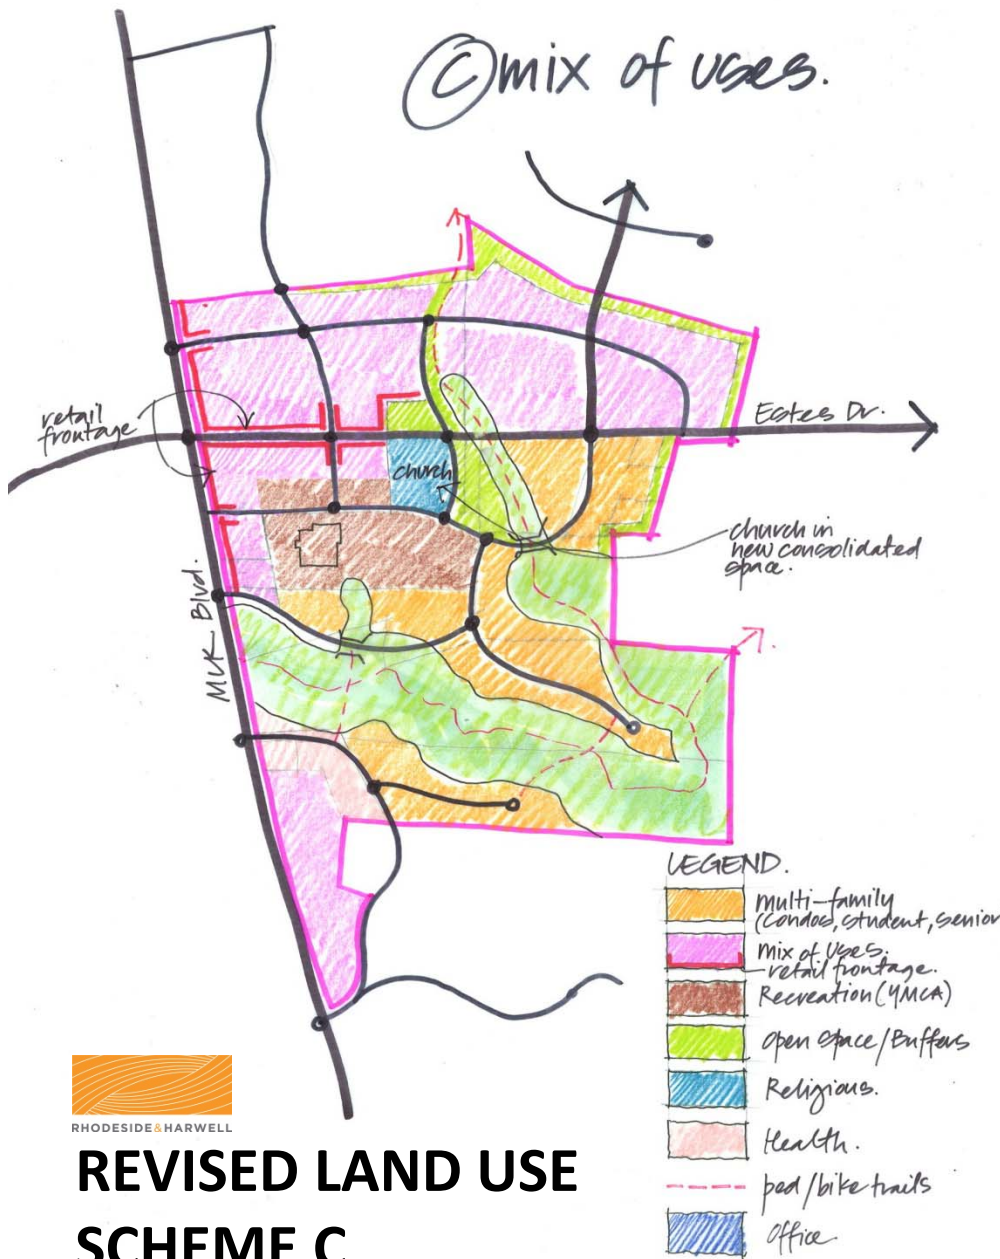 Ⓒ mix of uses.
retail
frontage
Estes Dr.
church
church in
new consolidated
space.
MLK Blvd.
LEGEND.
multi-family
(condos, student, senior
mix of uses.
retail frontage.
Recreation (YMCA)
open space/Buffers
Religious.
Health.
ped/bike trails
Office
RHODESIDE&HARWELL
REVISED LAND USE
SCHEME C